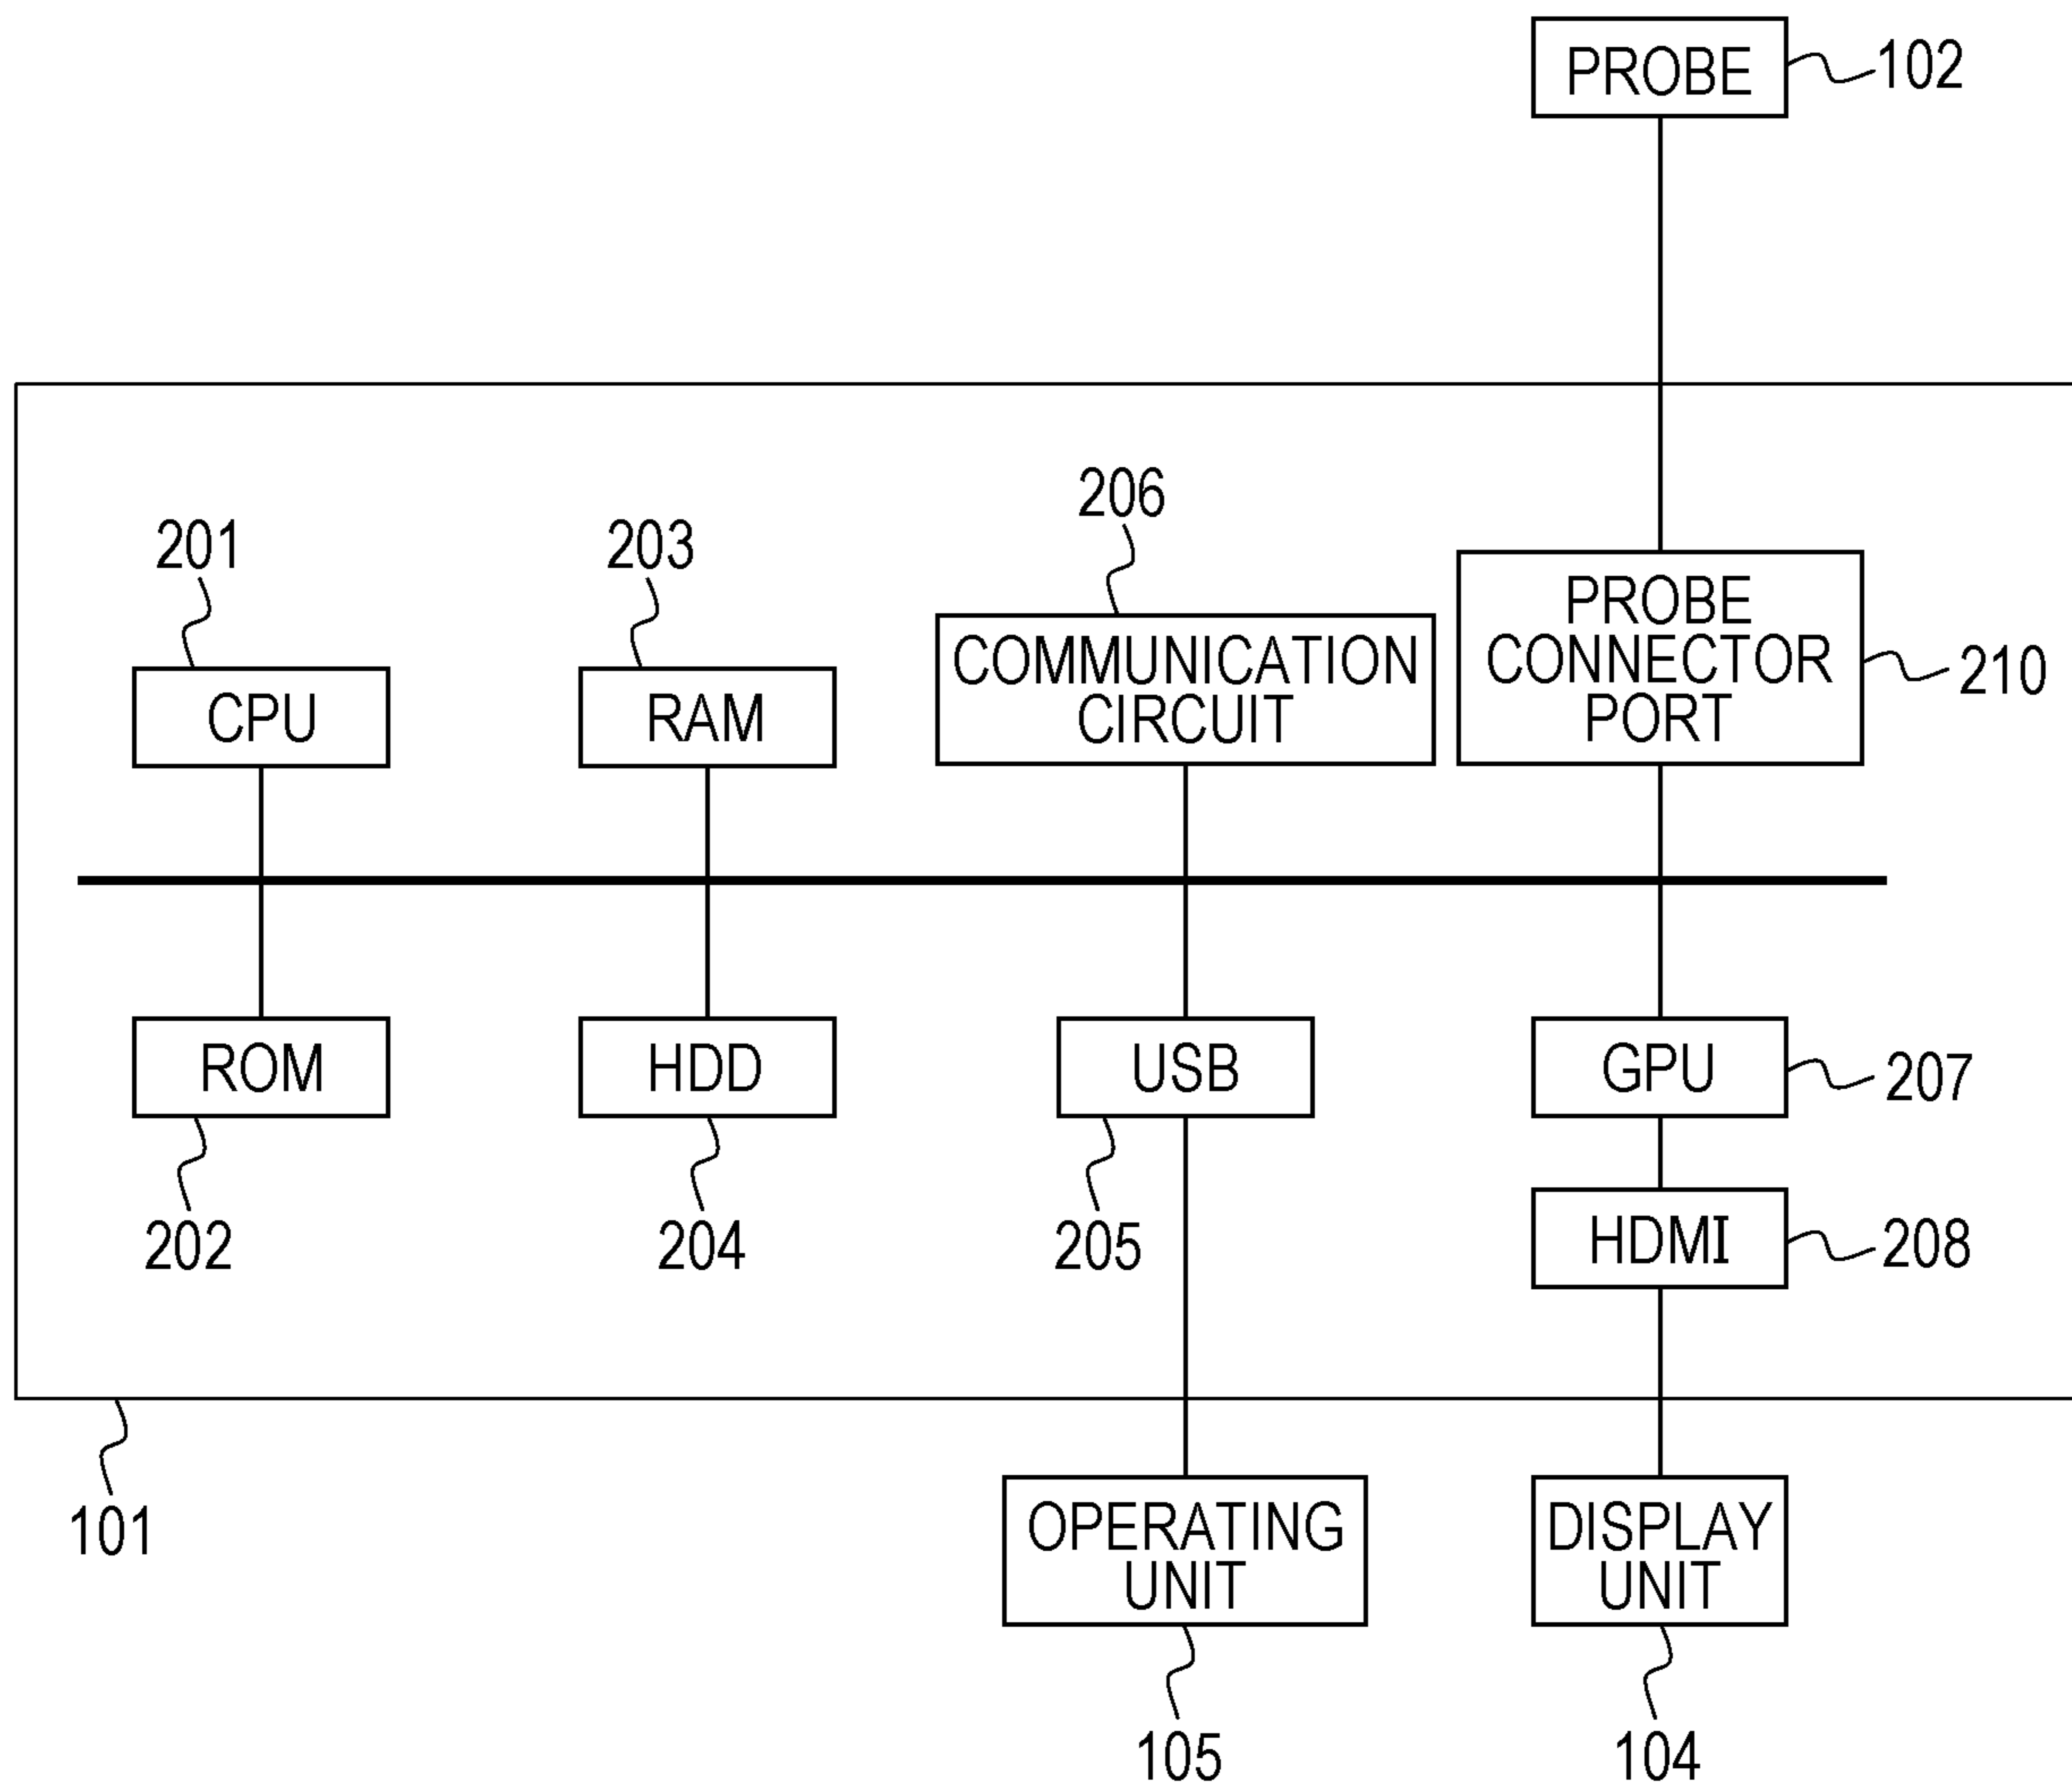 PROBE
102
206
201
203
PROBE
CONNECTOR
PORT
210
COMMUNICATION
CIRCUIT
CPU
RAM
ROM
HDD
USB
GPU
207
202
204
205
HDMI
208
101
OPERATING
UNIT
DISPLAY
UNIT
105
104